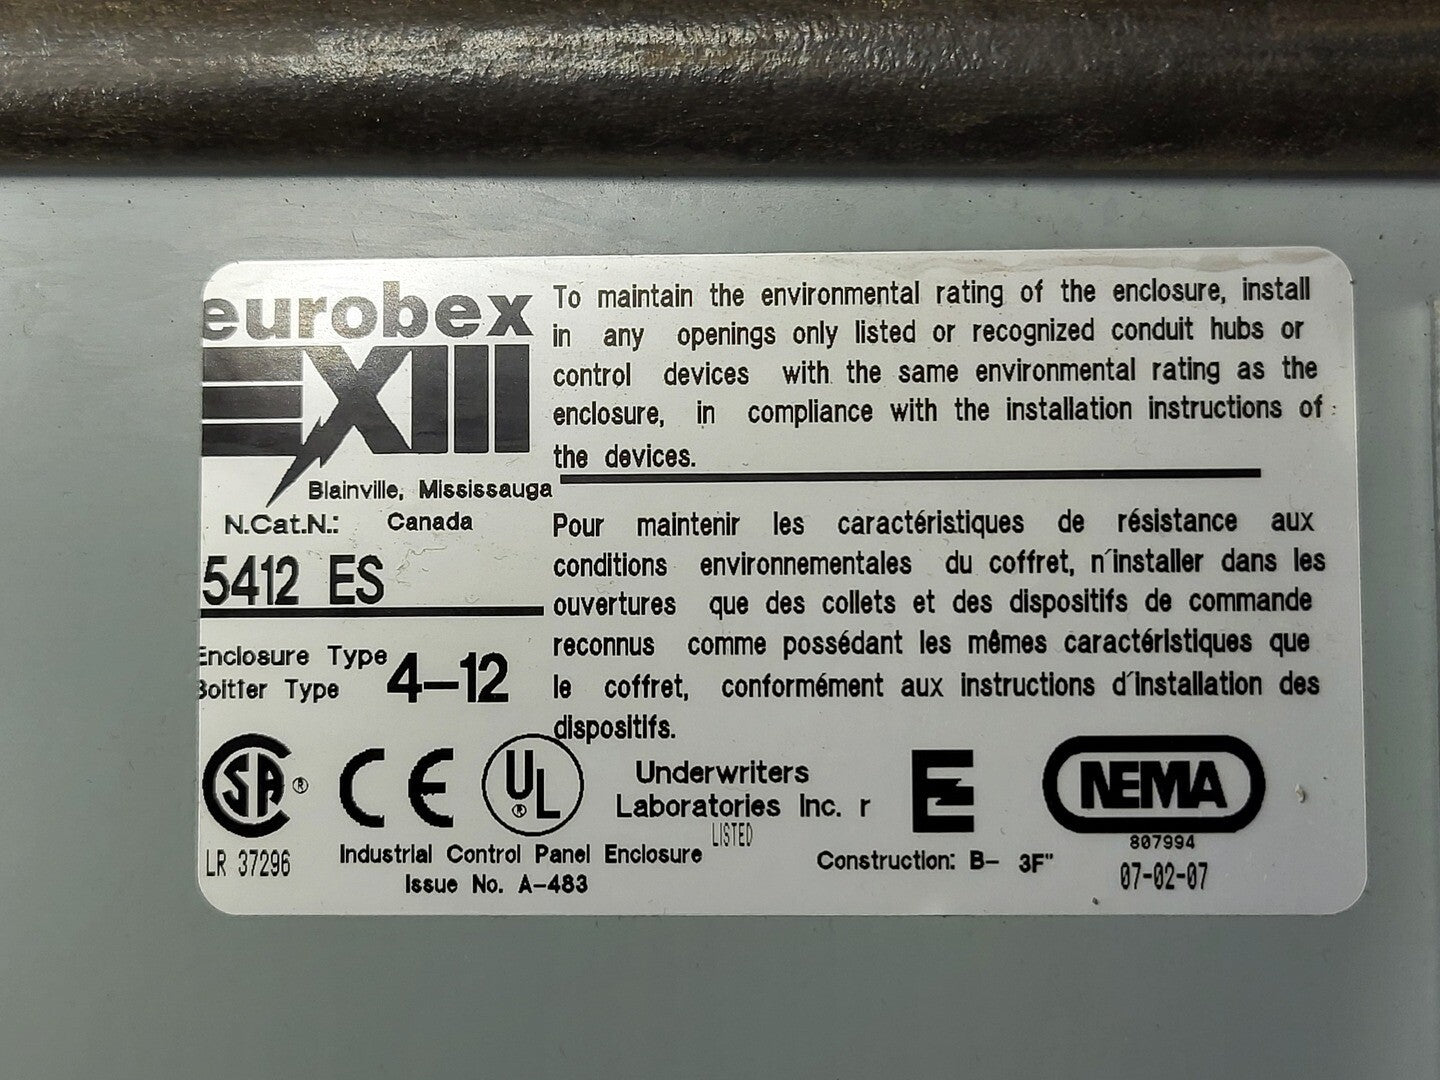 eurobex
EXIII
Blainville, Mississauga
Canada
N.Cat.N.:
5412 ES
Enclosure Type
Boitier Type
4-12
To maintain the environmental rating of the enclosure, install
in any openings only listed or recognized conduit hubs or
control devices with the same environmental rating as the
enclosure, in compliance with the installation instructions of
the devices.
Pour maintenir les caractéristiques de résistance aux
conditions environnementales du coffret, n'installer dans les
ouvertures que des collets et des dispositifs de commande
reconnus comme possédant les mêmes caractéristiques que
le coffret, conformément aux instructions d'installation des
dispositifs.
SA ®
LR 37296
CE
UL ®
Underwriters
Laboratories Inc. r
LISTED
Industrial Control Panel Enclosure
Issue No. A-483
E
Construction: B- 3F"
NEMA
807994
07-02-07